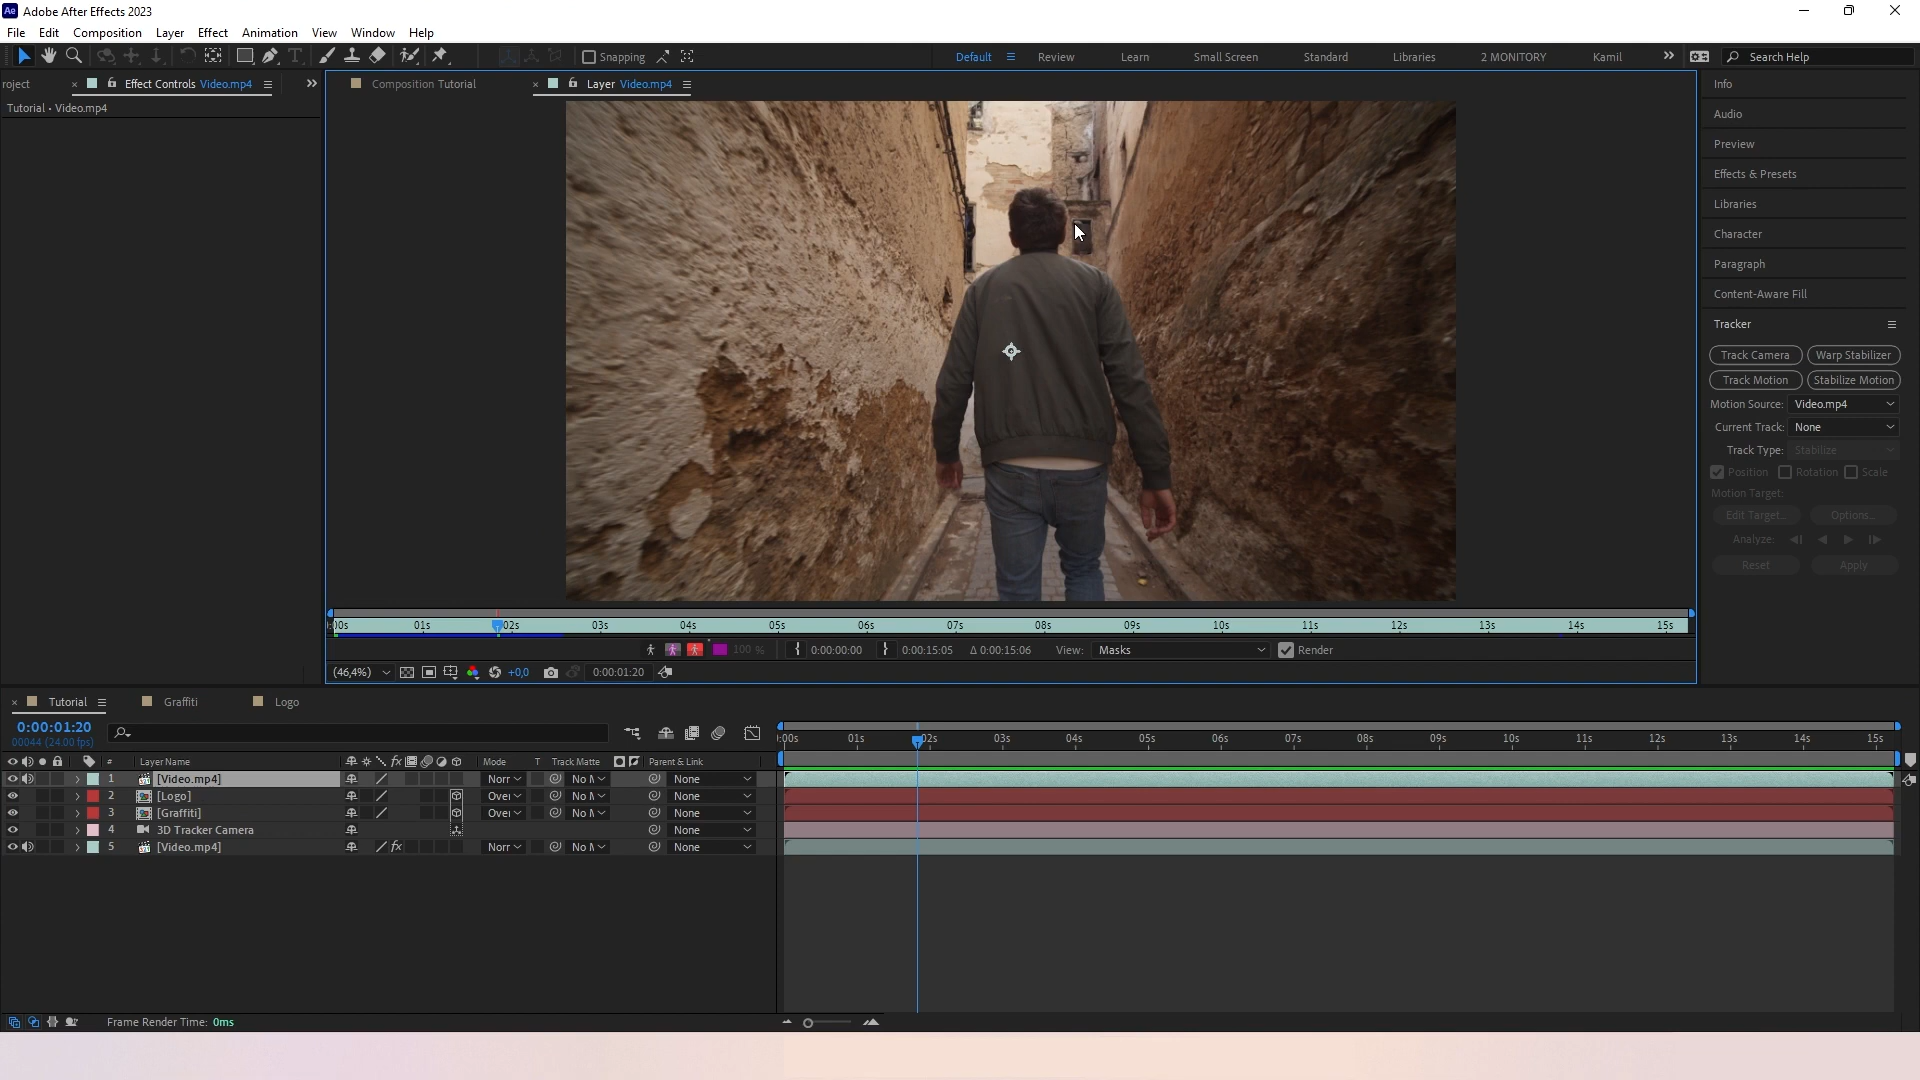 Ae Adobe After Effects 2023
File Edit Composition Layer Effect Animation View Window Help
Snapping
Default Review Learn Small Screen Standard Libraries 2 MONITORY Kamil Search Help
roject × Effect Controls Video.mp4
Tutorial • Video.mp4
Composition Tutorial
× Layer Video.mp4
Info
Audio
Preview
Effects & Presets
Libraries
Character
Paragraph
Content-Aware Fill
Tracker
Track Camera Warp Stabilizer
Track Motion Stabilize Motion
Motion Source: Video.mp4
Current Track: None
Track Type: Stabilize
Position Rotation Scale
Motion Target:
Edit Target... Options...
Analyze:
Reset Apply
:00s 01s 02s 03s 04s 05s 06s 07s 08s 09s 10s 11s 12s 13s 14s 15s
100 % 0:00:00:00 0:00:15:05 Δ 0:00:15:06 View: Masks Render
(46,4%) +0,0 0:00:01:20
× Tutorial Graffiti Logo
0:00:01:20
00044 (24.00 fps)
:00s 01s 02s 03s 04s 05s 06s 07s 08s 09s 10s 11s 12s 13s 14s 15s
# Layer Name fx Mode T Track Matte Parent & Link
1 [Video.mp4] Norr No M None
2 [Logo] Over No M None
3 [Graffiti] Over No M None
4 3D Tracker Camera None
5 [Video.mp4] fx Norr No M None
Frame Render Time: 0ms